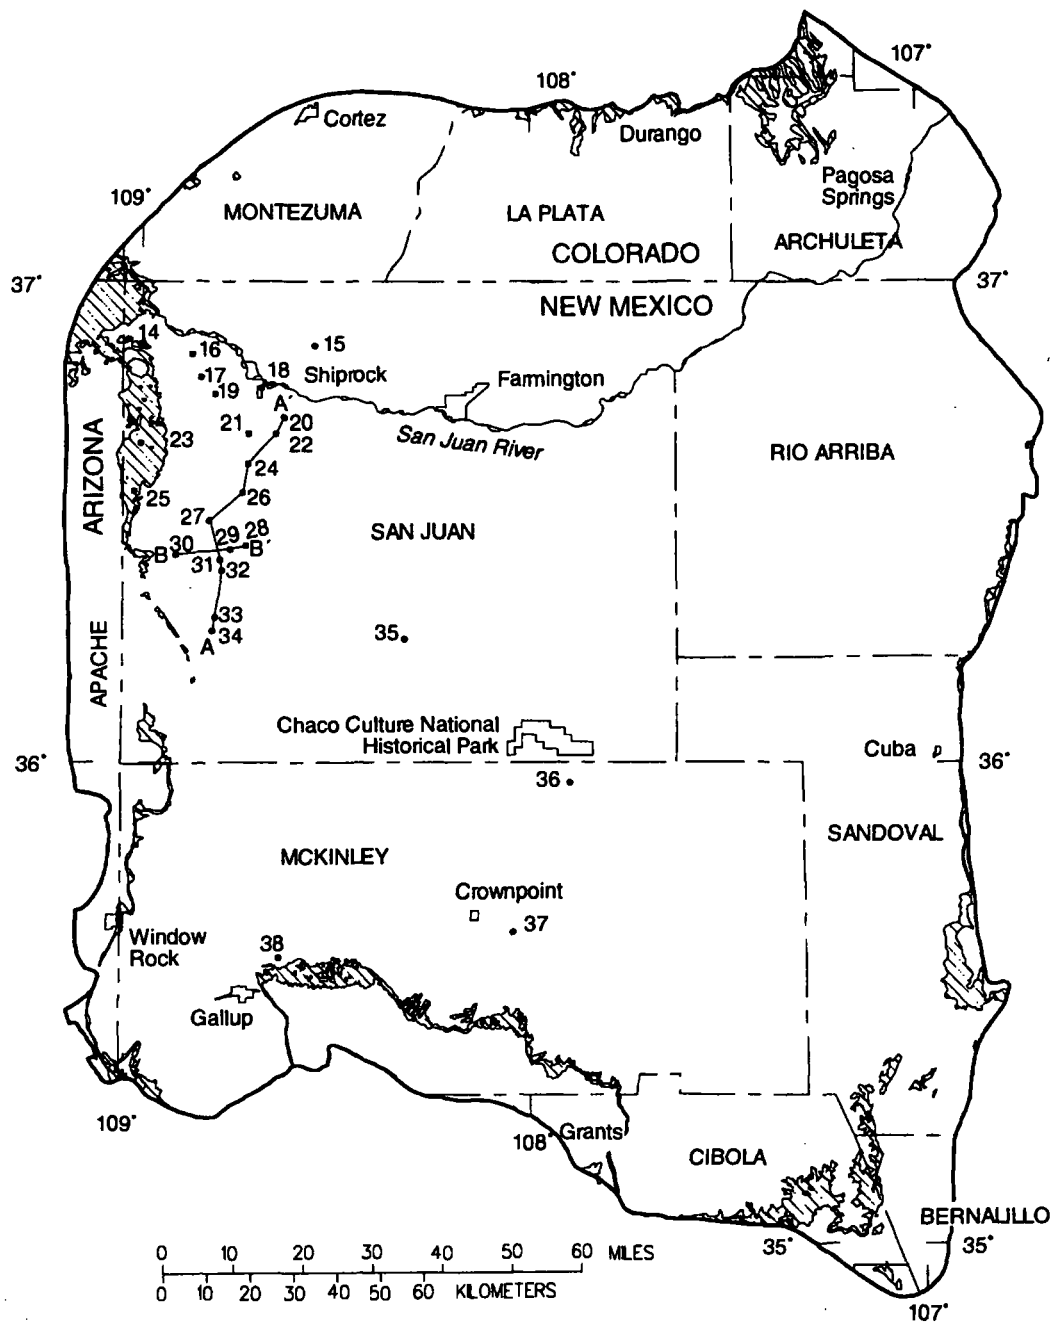 107°
108°
Cortez
Durango
Pagosa
Springs
109°
MONTEZUMA
LA PLATA
ARCHULETA
COLORADO
37°
37°
NEW MEXICO
14
16
15
17
18
Shiprock
19
Farmington
A´
20
21
22
San Juan River
23
ARIZONA
24
RIO ARRIBA
25
26
27
SAN JUAN
29
28
30
B
B´
31
32
33
34
A
35
APACHE
Chaco Culture National
Historical Park
Cuba
36°
36°
36
SANDOVAL
MCKINLEY
Crownpoint
37
Window
Rock
38
Gallup
109°
108°
Grants
CIBOLA
BERNALILLO
35°
35°
0 10 20 30 40 50 60 MILES
0 10 20 30 40 50 60 KILOMETERS
107°